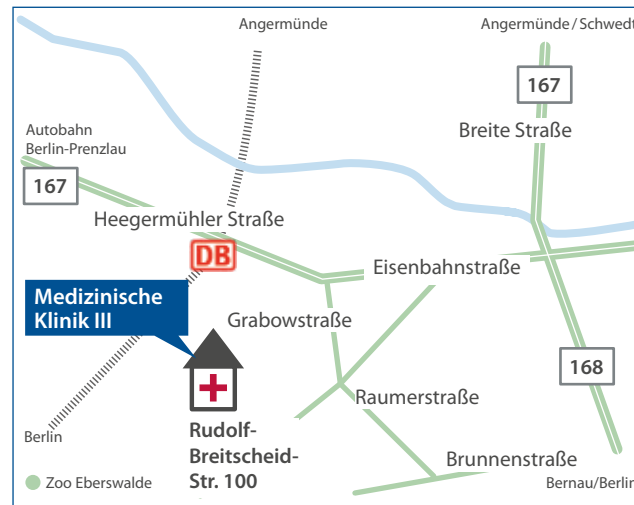 Angermünde
Angermünde / Schwedt
167
Breite Straße
Autobahn
Berlin-Prenzlau
167
Heegermühler Straße
DB
Eisenbahnstraße
Medizinische
Klinik III
Grabowstraße
168
Raumerstraße
Berlin
Rudolf-
Breitscheid-
Str. 100
Brunnenstraße
Zoo Eberswalde
Bernau/Berlin